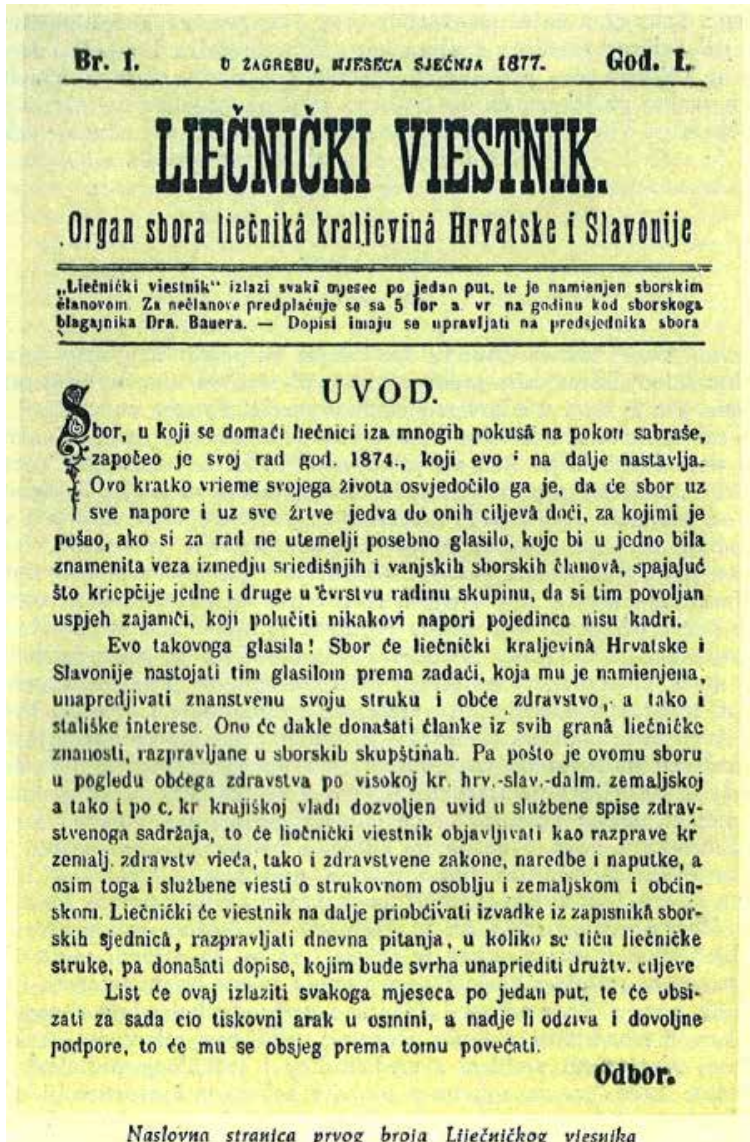 Br. 1. U ZAGREBU, MJESECA SJEČNJA 1877. God. I.
LIEČNIČKI VIESTNIK.
Organ sbora liečnikâ kraljevinâ Hrvatske i Slavonije
„Liečnički viestnik“ izlazi svaki mjesec po jedan put, te je namienjen sborskim
članovom. Za nečlanove predplaćuje se sa 5 for a. vr na godinu kod sborskoga
blagajnika Dra. Bauera. — Dopisi imaju se upravljati na predsjednika sbora
UVOD.
Sbor, u koji se domaći liečnici iza mnogih pokusâ na pokon sabraše,
započeo je svoj rad god. 1874., koji evo i na dalje nastavlja.
Ovo kratko vrieme svojega života osvjedočilo ga je, da će sbor uz
sve napore i uz sve žrtve jedva do onih ciljevâ doći, za kojimi je
pošao, ako si za rad ne utemelji posebno glasilo, koje bi u jedno bila
znamenita veza izmedju sriedišnjih i vanjskih sborskih članovâ, spajajuć
što kriepčije jedne i druge u čvrstvu radinu skupinu, da si tim povoljan
uspjeh zajamči, koji polučiti nikakovi napori pojedinca nisu kadri.
Evo takovoga glasila! Sbor će liečnički kraljevinâ Hrvatske i
Slavonije nastojati tim glasilom prema zadaći, koja mu je namienjena,
unapredjivati znanstvenu svoju struku i obće zdravstvo, a tako i
stališke interese. Ono će dakle donašati članke iz svih granâ liečničke
znanosti, razpravljane u sborskih skupštinah. Pa pošto je ovomu sboru
u pogledu obćega zdravstva po visokoj kr. hrv.-slav.-dalm. zemaljskoj
a tako i po c. kr krajiškoj vladi dozvoljen uvid u službene spise zdrav-
stvenoga sadržaja, to će liečnički viestnik objavljivati kao razprave kr
zemalj. zdravstv vieća, tako i zdravstvene zakone, naredbe i naputke, a
osim toga i službene viesti o strukovnom osoblju i zemaljskom i obćin-
skom. Liečnički će viestnik na dalje priobćivati izvadke iz zapisnikâ sbor-
skih sjednicâ, razpravljati dnevna pitanja, u koliko se tiču liečničke
struke, pa donašati dopise, kojim bude svrha unaprediti družtv. ciljeve
List će ovaj izlaziti svakoga mjeseca po jedan put, te će obsi-
zati za sada cio tiskovni arak u osmini, a nadje li odziva i dovoljne
podpore, to će mu se obsjeg prema tomu povećati.
Odbor.
Naslovna stranica prvog broja Liječničkog vjesnika